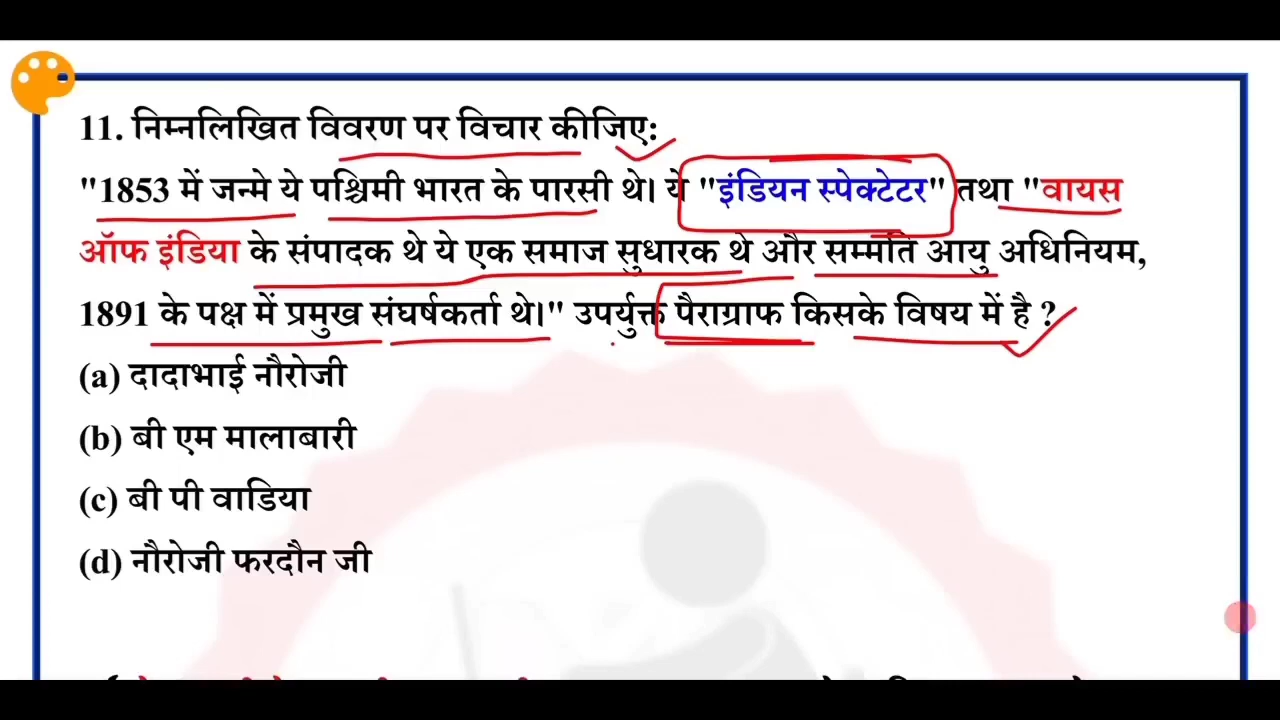 11. निम्नलिखित विवरण पर विचार कीजिए:
"1853 में जन्मे ये पश्चिमी भारत के पारसी थे। ये "इंडियन स्पेक्टेटर" तथा "वायस
ऑफ इंडिया के संपादक थे ये एक समाज सुधारक थे और सम्मति आयु अधिनियम,
1891 के पक्ष में प्रमुख संघर्षकर्ता थे।" उपर्युक्त पैराग्राफ किसके विषय में है ?
(a) दादाभाई नौरोजी
(b) बी एम मालाबारी
(c) बी पी वाडिया
(d) नौरोजी फरदौन जी